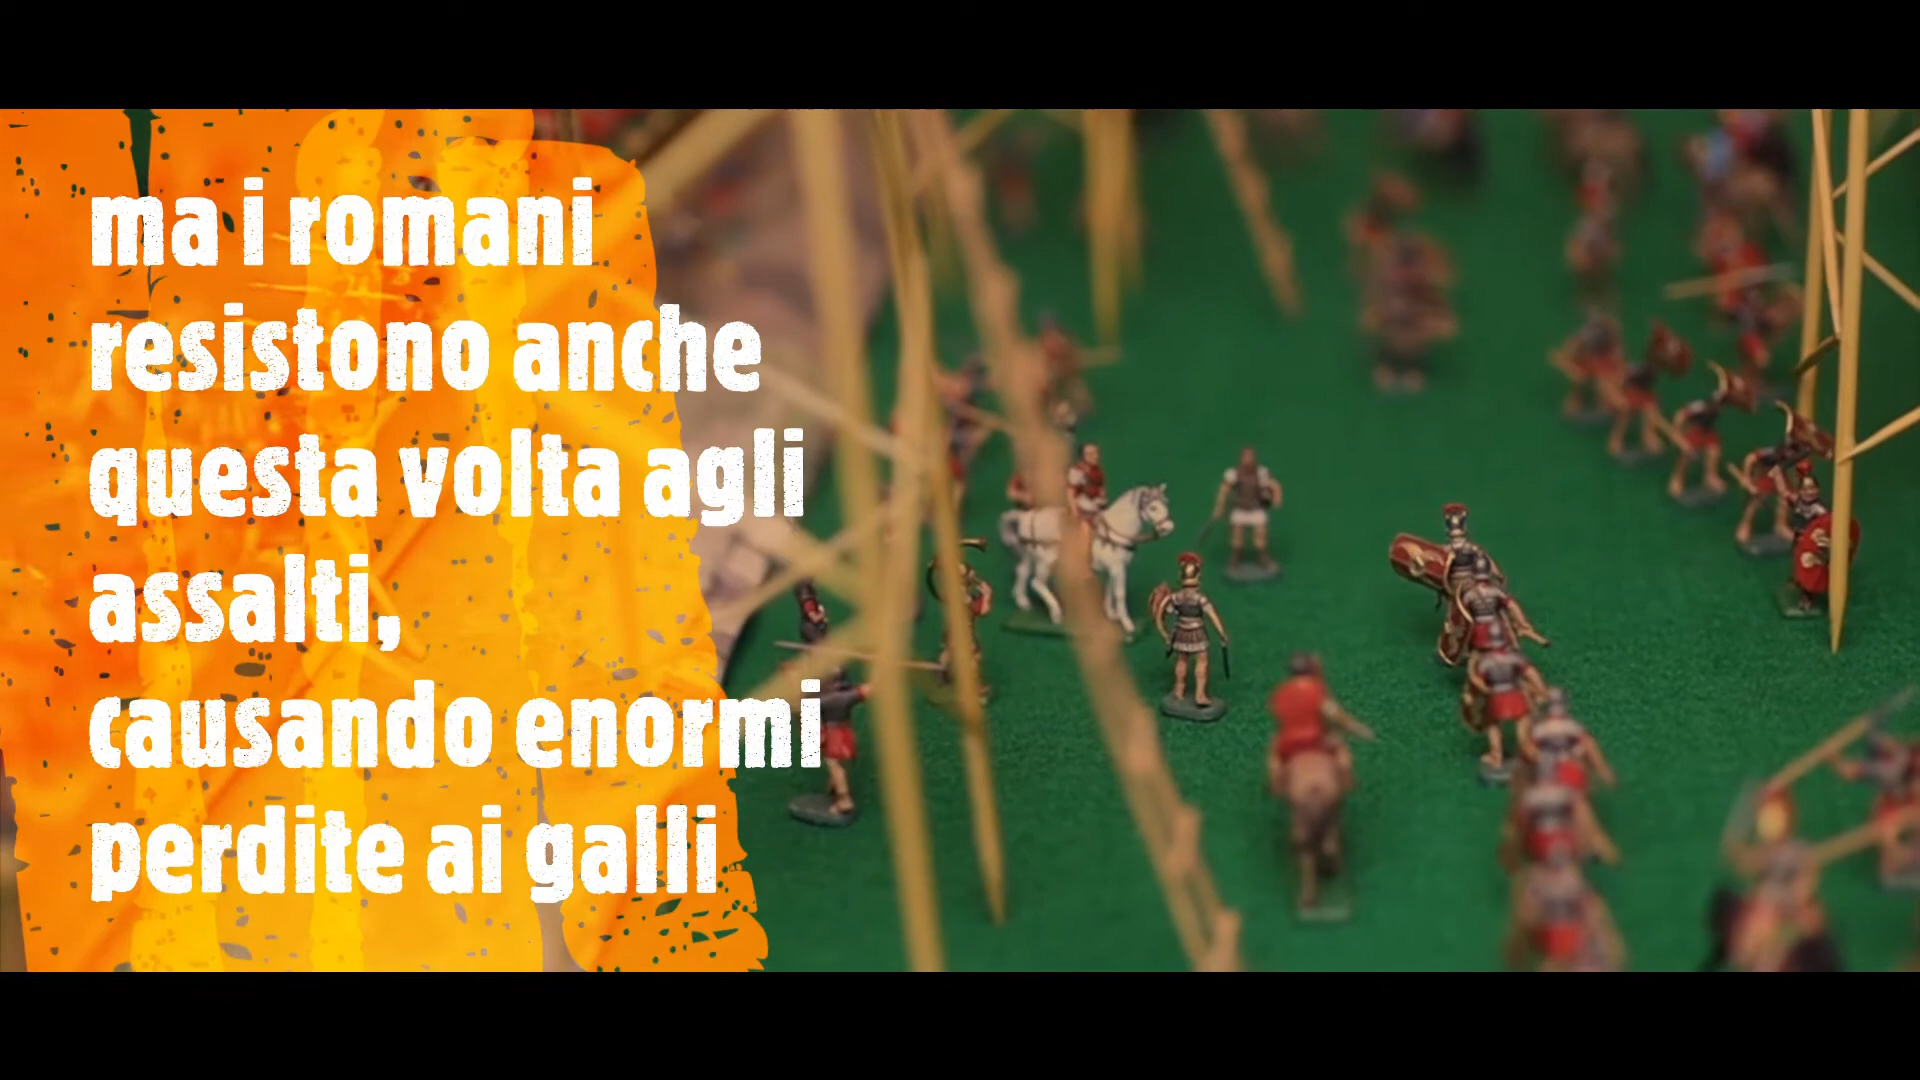 ma i romani
resistono anche
questa volta agli
assalti,
causando enormi
perdite ai galli